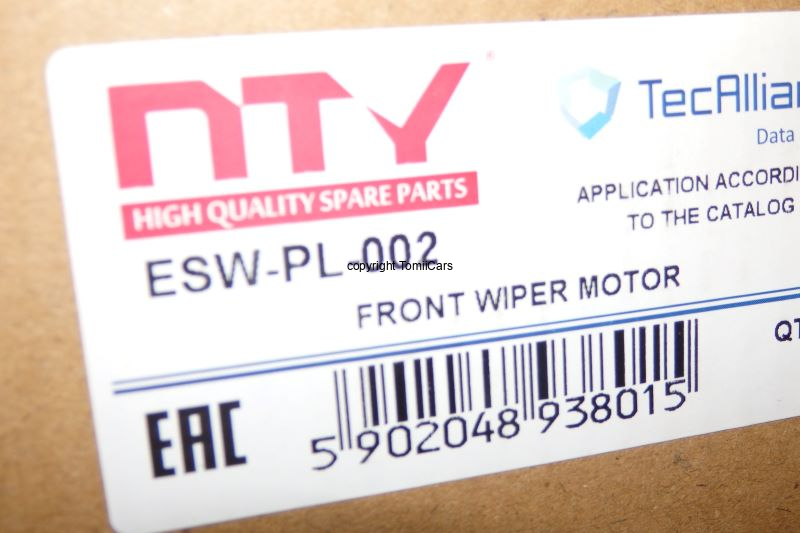 NTY
®
HIGH QUALITY SPARE PARTS
ESW-PL-002
copyright TomiiCars
FRONT WIPER MOTOR
TecAllian
Data
APPLICATION ACCORDI
TO THE CATALOG
QT
EAC
5 902048 938015